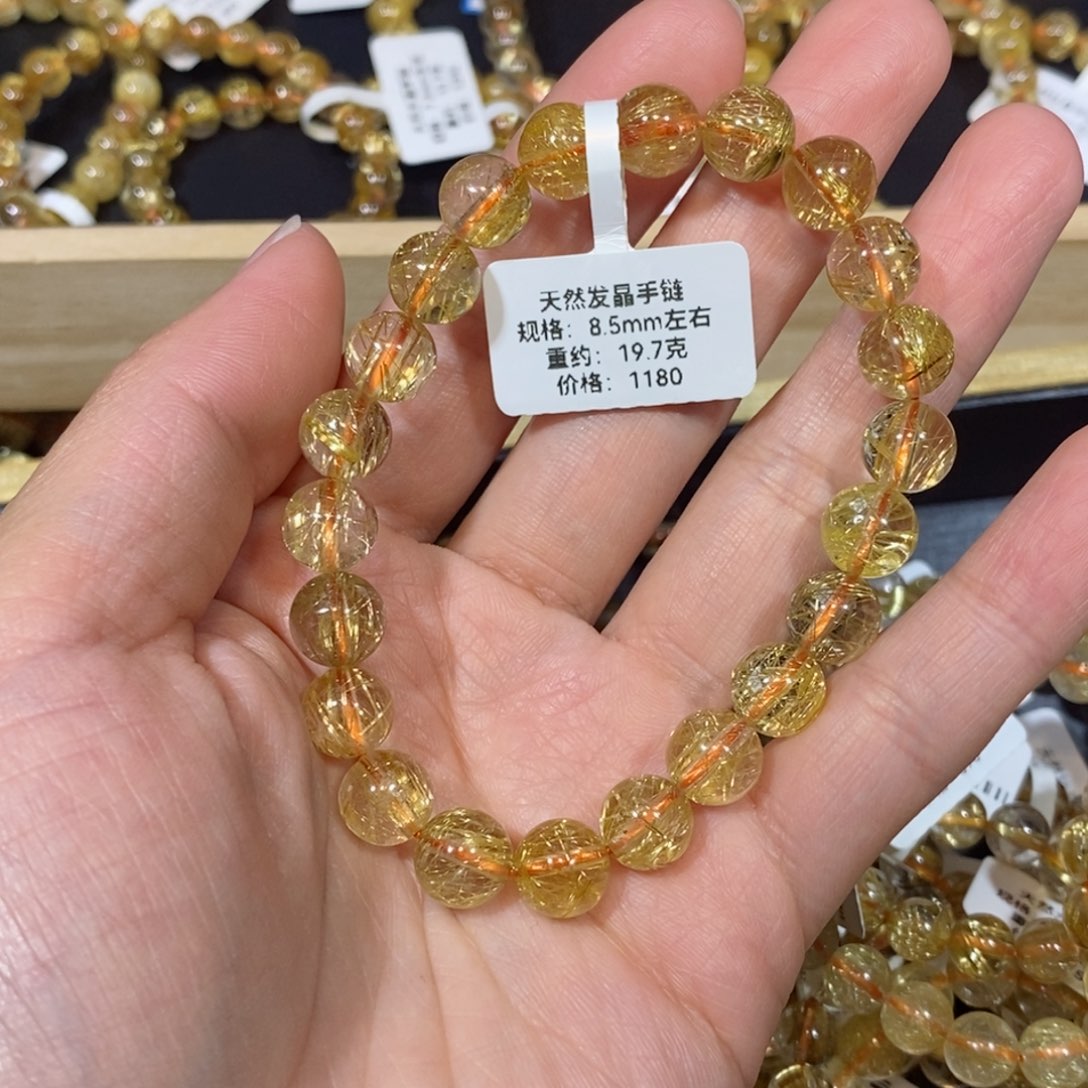 天然发晶手链
规格：8.5mm左右
重约：19.7克
价格：1180